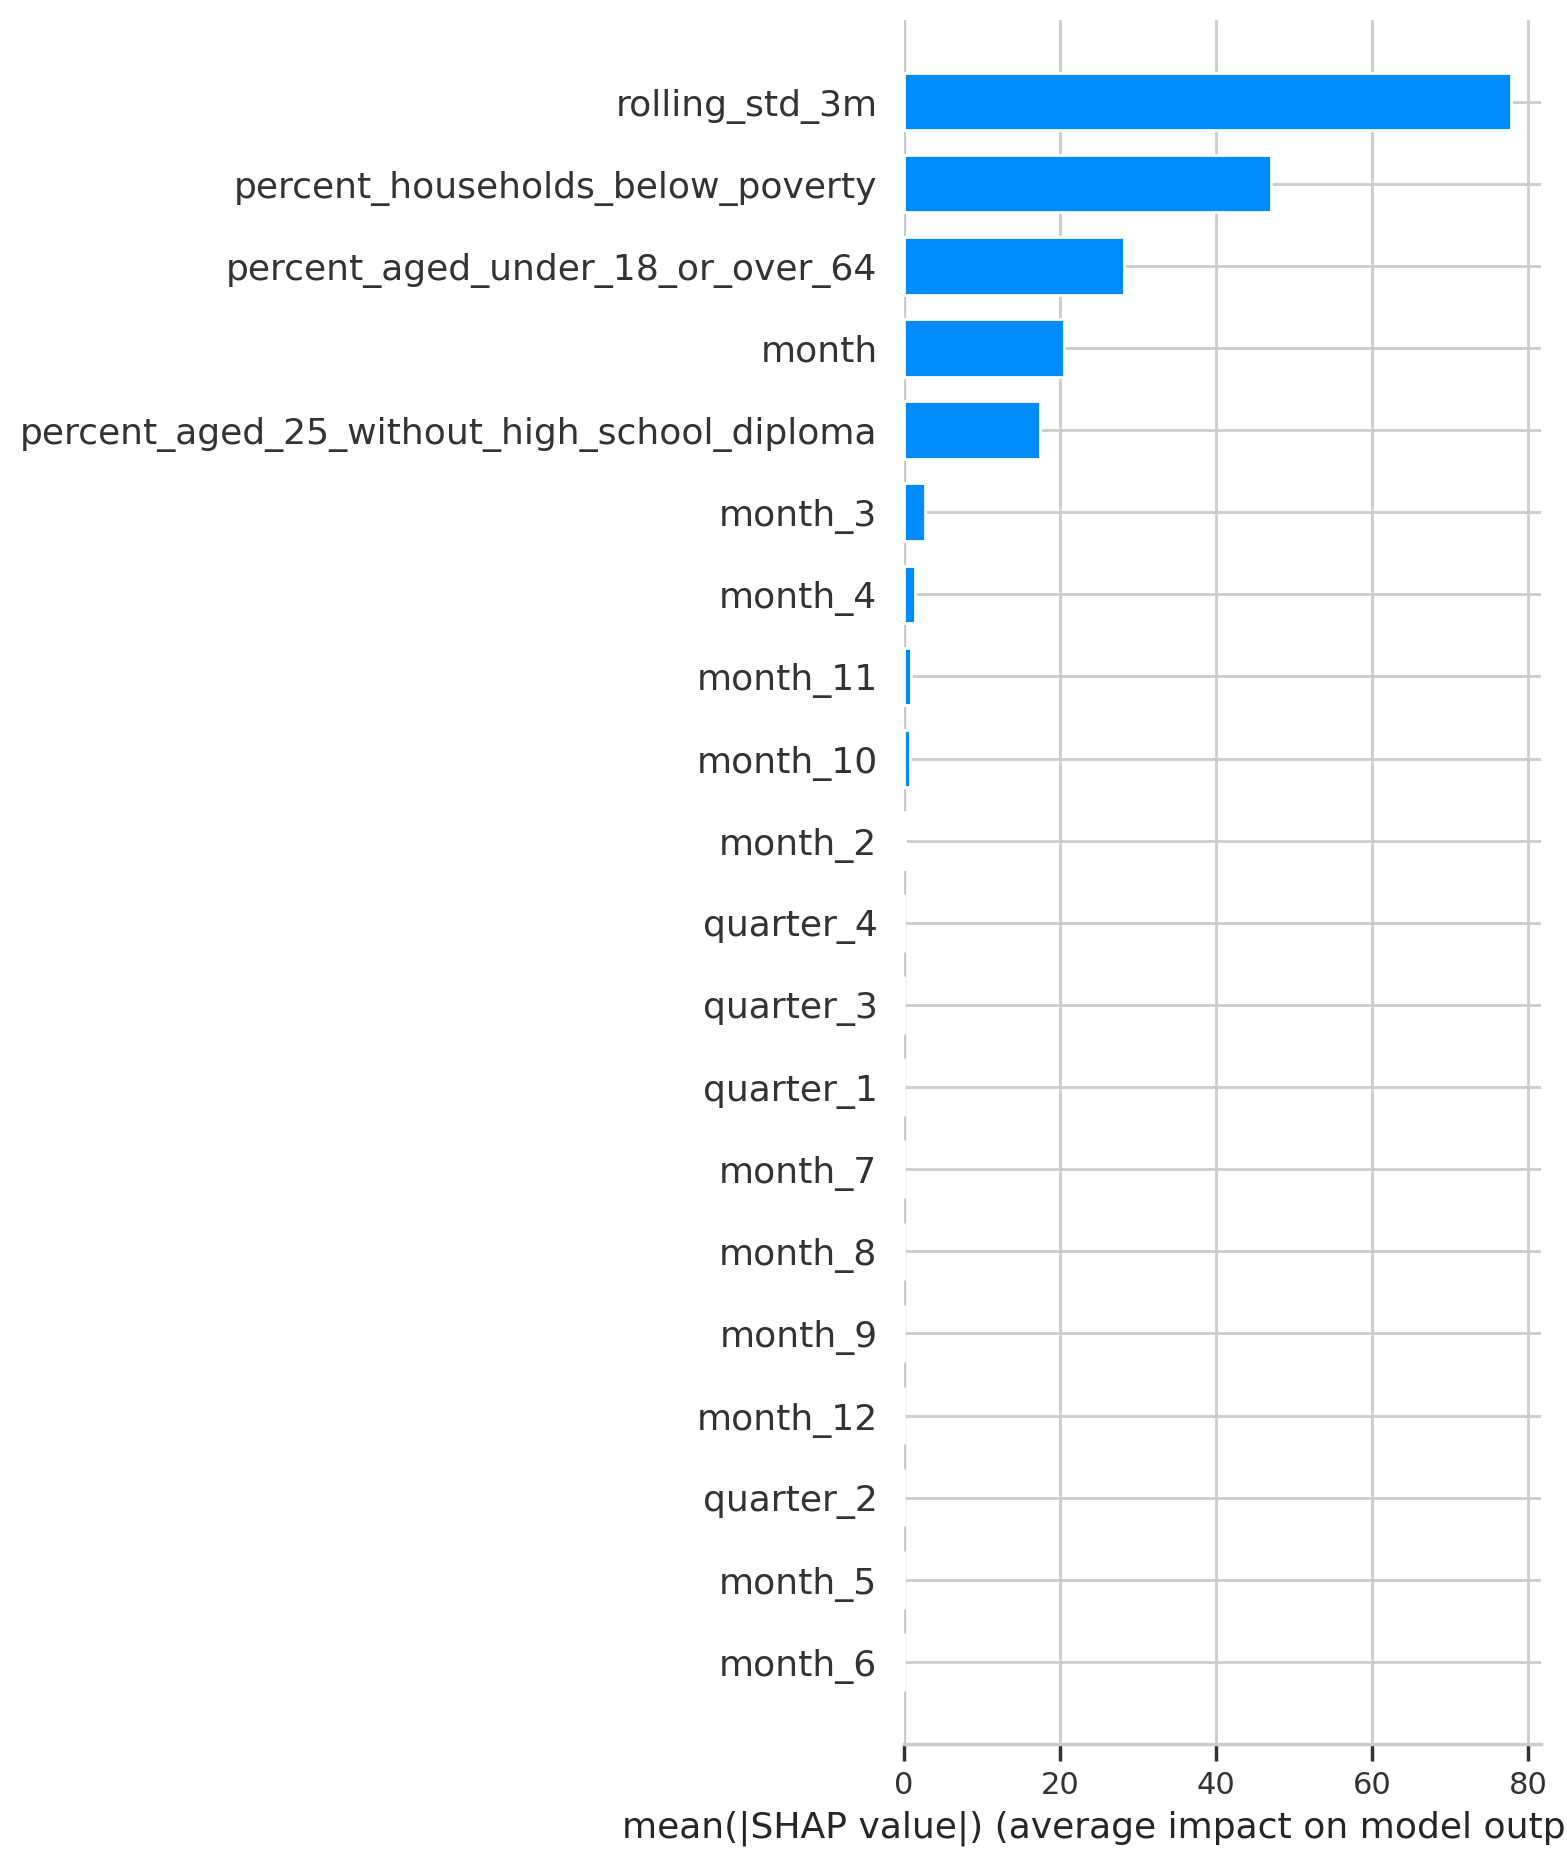 rolling_std_3m
percent_households_below_poverty
percent_aged_under_18_or_over_64
month
percent_aged_25_without_high_school_diploma
month_3
month_4
month_11
month_10
month_2
quarter_4
quarter_3
quarter_1
month_7
month_8
month_9
month_12
quarter_2
month_5
month_6
0 20 40 60 80
mean(|SHAP value|) (average impact on model outp